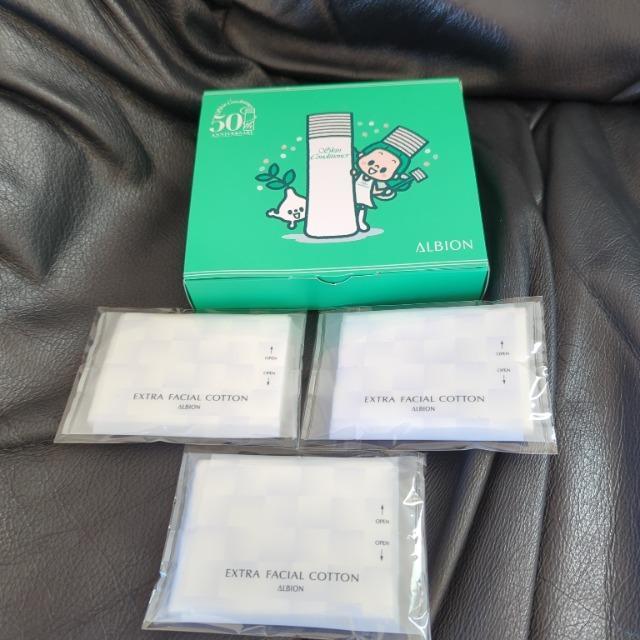 Skin Conditioner
50
ANNIVERSARY
Skin
Conditioner
ALBION
OPEN
OPEN
EXTRA FACIAL COTTON
ALBION
OPEN
OPEN
EXTRA FACIAL COTTON
ALBION
OPEN
OPEN
EXTRA FACIAL COTTON
ALBION